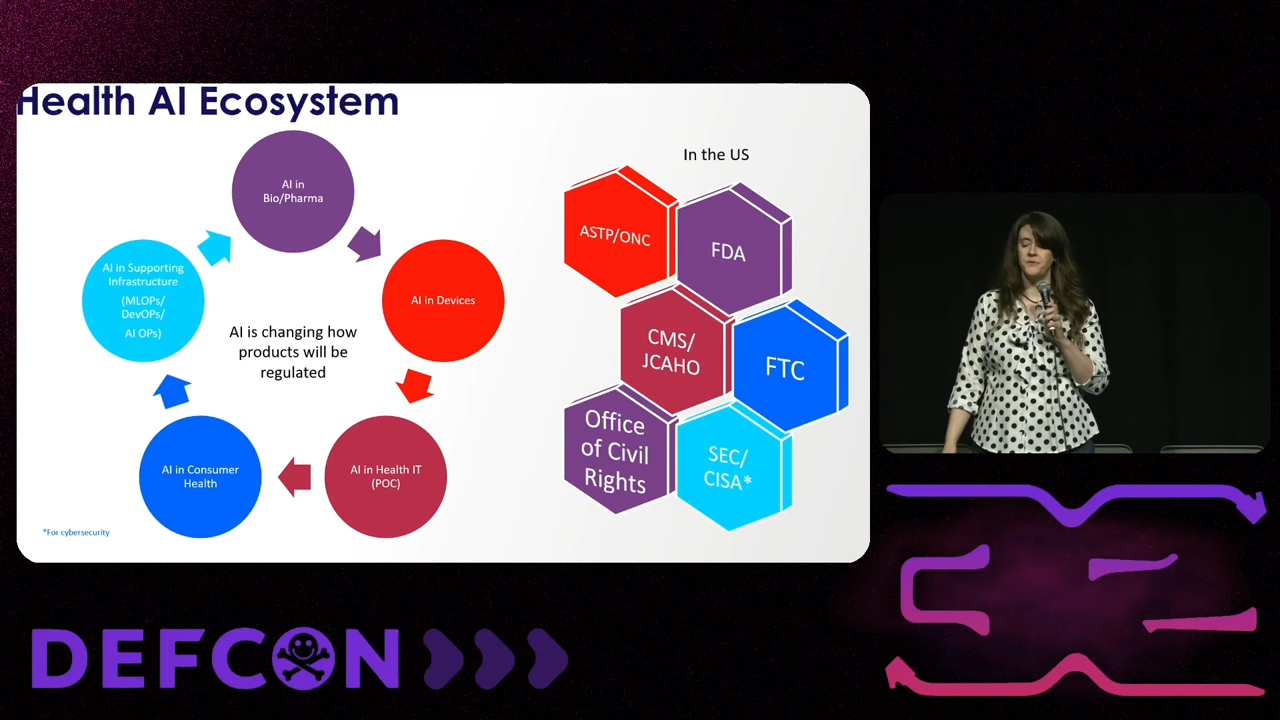 Health AI Ecosystem
AI in
Bio/Pharma
AI in Devices
AI in Health IT
(POC)
AI in Consumer
Health
AI in Supporting
Infrastructure
(MLOPs/
DevOPs/
AI OPs)
AI is changing how
products will be
regulated
*For cybersecurity
In the US
ASTP/ONC
FDA
CMS/
JCAHO
FTC
Office
of Civil
Rights
SEC/
CISA*
DEFCON